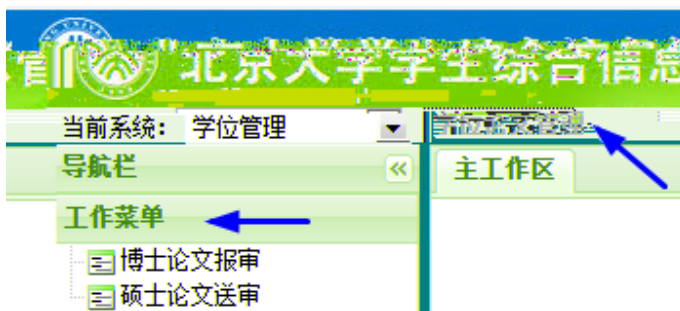 北京大学学生综合信息
当前系统： 学位管理
导航栏
主工作区
工作菜单
博士论文报审
硕士论文送审